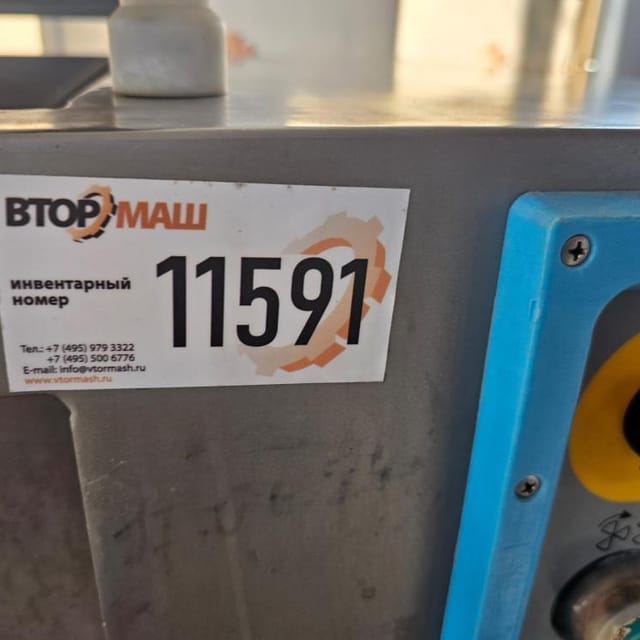 ВТОРМАШ
инвентарный
номер
11591
Тел.: +7 (495) 979 3322
+7 (495) 500 6776
E-mail: info@vtormash.ru
www.vtormash.ru